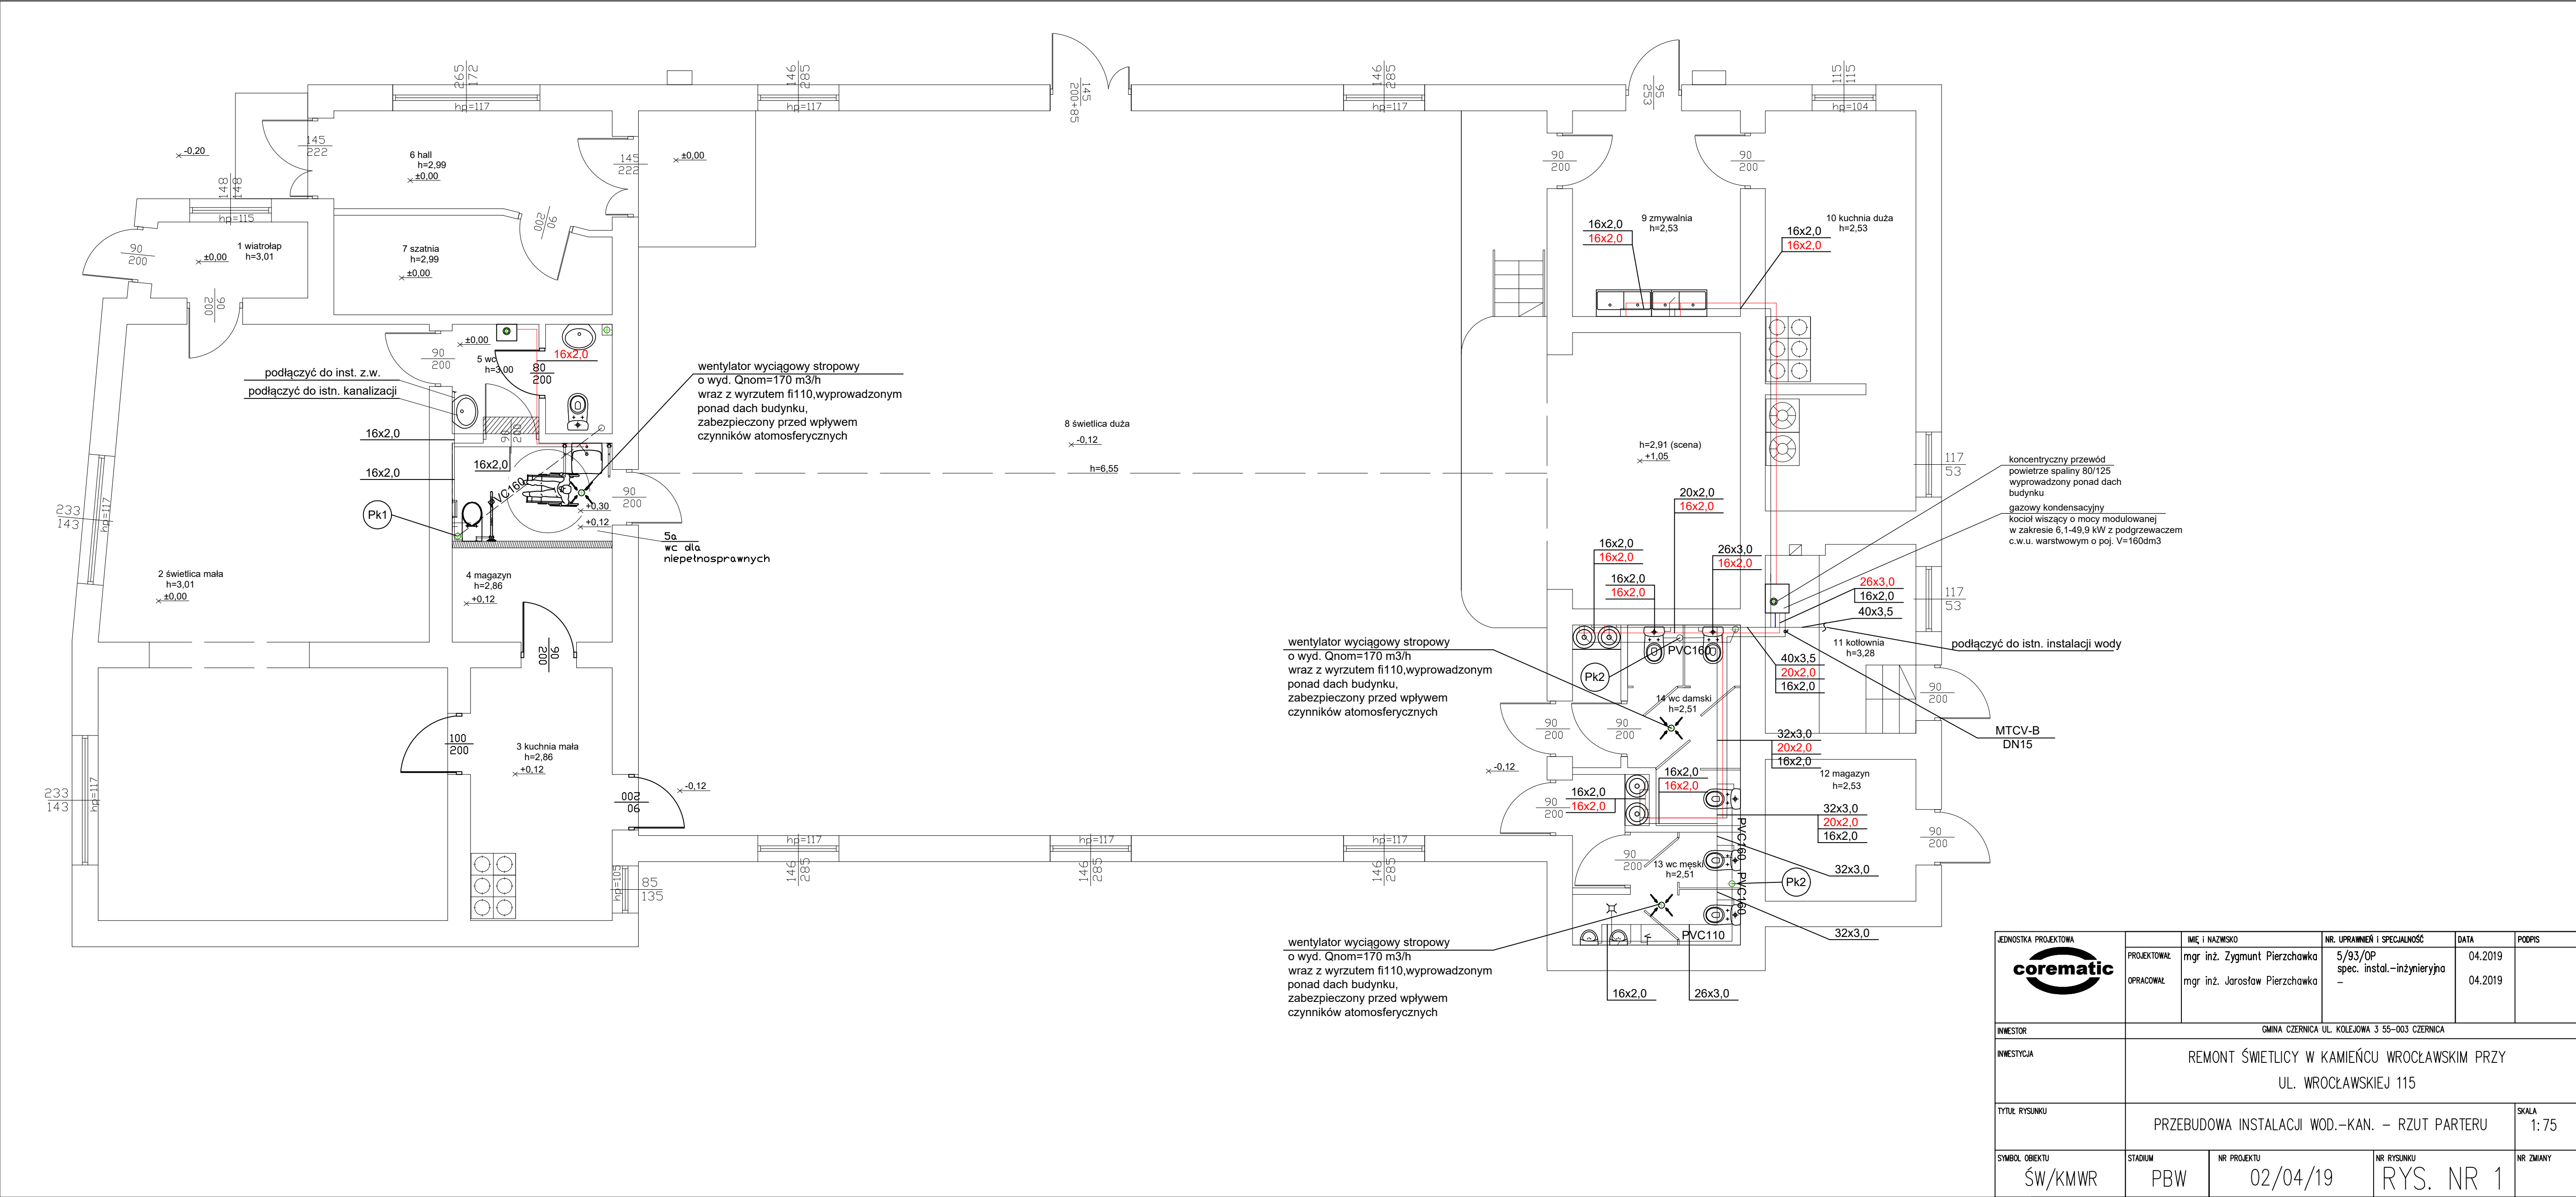 265
172
hp=117
146
285
hp=117
145
200+85
146
285
hp=117
95
253
115
115
hp=104
-0,20
145
222
6 hall
h=2,99
±0,00
145
222
±0,00
90
200
90
200
148
148
hp=115
90
200
1 wiatrołap
h=3,01
±0,00
7 szatnia
h=2,99
±0,00
90
200
90
200
9 zmywalnia
h=2,53
16x2,0
16x2,0
10 kuchnia duża
h=2,53
16x2,0
16x2,0
90
200
±0,00
5 wc
h=3,00
80
200
16x2,0
podłączyć do inst. z.w.
podłączyć do istn. kanalizacji
16x2,0
16x2,0
16x2,0
90
200
PVC160
Pk1
+0,30
+0,12
90
200
5a
wc dla
niepełnosprawnych
wentylator wyciągowy stropowy
o wyd. Qnom=170 m3/h
wraz z wyrzutem fi110,wyprowadzonym
ponad dach budynku,
zabezpieczony przed wpływem
czynników atomosferycznych
8 świetlica duża
-0,12
h=6,55
h=2,91 (scena)
+1,05
20x2,0
16x2,0
16x2,0
16x2,0
16x2,0
16x2,0
26x3,0
16x2,0
117
53
koncentryczny przewód
powietrze spaliny 80/125
wyprowadzony ponad dach
budynku
gazowy kondensacyjny
kocioł wiszący o mocy modulowanej
w zakresie 6,1-49,9 kW z podgrzewaczem
c.w.u. warstwowym o poj. V=160dm3
117
53
26x3,0
16x2,0
40x3,5
podłączyć do istn. instalacji wody
11 kotłownia
h=3,28
40x3,5
20x2,0
16x2,0
90
200
MTCV-B
DN15
233
143
hp=117
2 świetlica mała
h=3,01
±0,00
4 magazyn
h=2,86
+0,12
90
200
100
200
3 kuchnia mała
h=2,86
+0,12
90
200
-0,12
233
143
hp=117
hp=105
85
135
hp=117
146
285
hp=117
146
285
hp=117
146
285
wentylator wyciągowy stropowy
o wyd. Qnom=170 m3/h
wraz z wyrzutem fi110,wyprowadzonym
ponad dach budynku,
zabezpieczony przed wpływem
czynników atomosferycznych
PVC160
Pk2
14 wc damski
h=2,51
90
200
90
200
-0,12
32x3,0
20x2,0
16x2,0
16x2,0
16x2,0
16x2,0
16x2,0
90
200
12 magazyn
h=2,53
32x3,0
20x2,0
16x2,0
90
200
PVC160
90
200
13 wc męski
h=2,51
32x3,0
Pk2
PVC160
32x3,0
PVC110
16x2,0
26x3,0
wentylator wyciągowy stropowy
o wyd. Qnom=170 m3/h
wraz z wyrzutem fi110,wyprowadzonym
ponad dach budynku,
zabezpieczony przed wpływem
czynników atomosferycznych
JEDNOSTKA PROJEKTOWA
corematic
IMIĘ i NAZWISKO
NR. UPRAWNIEŃ i SPECJALNOŚĆ
DATA
PODPIS
PROJEKTOWAŁ
mgr inż. Zygmunt Pierzchawka
5/93/OP
spec. instal.-inżynieryjna
04.2019
OPRACOWAŁ
mgr inż. Jarosław Pierzchawka
–
04.2019
INWESTOR
GMINA CZERNICA UL. KOLEJOWA 3 55-003 CZERNICA
INWESTYCJA
REMONT ŚWIETLICY W KAMIEŃCU WROCŁAWSKIM PRZY
UL. WROCŁAWSKIEJ 115
TYTUŁ RYSUNKU
PRZEBUDOWA INSTALACJI WOD.-KAN. - RZUT PARTERU
SKALA
1:75
SYMBOL OBIEKTU
ŚW/KMWR
STADIUM
PBW
NR PROJEKTU
02/04/19
NR RYSUNKU
RYS. NR 1
NR ZMIANY